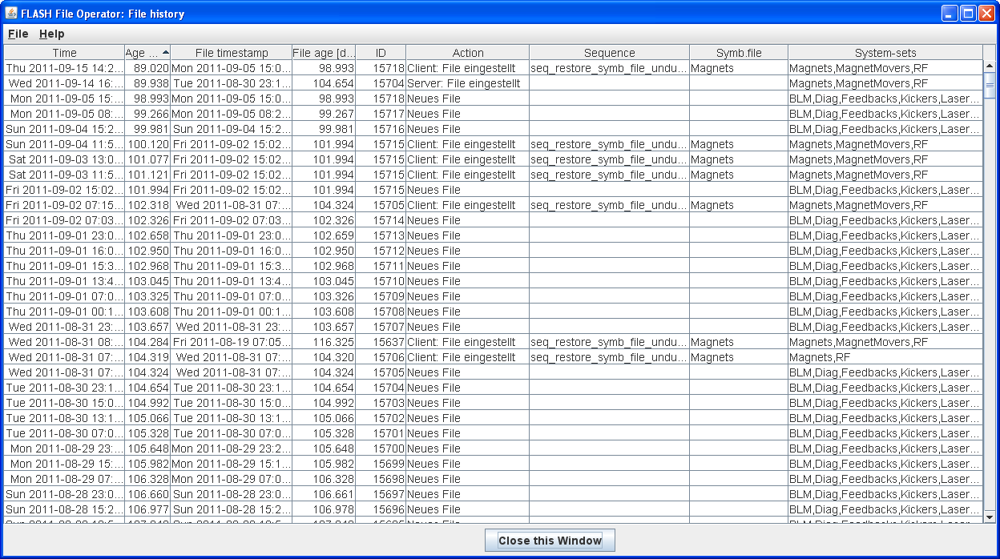 FLASH File Operator: File history
File Help
Time Age ... File timestamp File age [d... ID Action Sequence Symb.file System-sets
Thu 2011-09-15 14:2... 89.020 Mon 2011-09-05 15:0... 98.993 15718 Client: File eingestellt seq_restore_symb_file_undu... Magnets Magnets,MagnetMovers,RF
Wed 2011-09-14 16:... 89.938 Tue 2011-08-30 23:1... 104.654 15704 Server: File eingestellt Magnets,MagnetMovers,RF
Mon 2011-09-05 15:... 98.993 Mon 2011-09-05 15:0... 98.993 15718 Neues File BLM,Diag,Feedbacks,Kickers,Laser...
Mon 2011-09-05 08:... 99.266 Mon 2011-09-05 08:2... 99.267 15717 Neues File BLM,Diag,Feedbacks,Kickers,Laser...
Sun 2011-09-04 15:2... 99.981 Sun 2011-09-04 15:2... 99.981 15716 Neues File BLM,Diag,Feedbacks,Kickers,Laser...
Sun 2011-09-04 11:5... 100.120 Fri 2011-09-02 15:02... 101.994 15715 Client: File eingestellt seq_restore_symb_file_undu... Magnets Magnets,MagnetMovers,RF
Sat 2011-09-03 13:0... 101.077 Fri 2011-09-02 15:02... 101.994 15715 Client: File eingestellt seq_restore_symb_file_undu... Magnets Magnets,MagnetMovers,RF
Sat 2011-09-03 11:5... 101.121 Fri 2011-09-02 15:02... 101.994 15715 Client: File eingestellt seq_restore_symb_file_undu... Magnets Magnets,MagnetMovers,RF
Fri 2011-09-02 15:02... 101.994 Fri 2011-09-02 15:02... 101.994 15715 Neues File BLM,Diag,Feedbacks,Kickers,Laser...
Fri 2011-09-02 07:15... 102.318 Wed 2011-08-31 07:... 104.324 15705 Client: File eingestellt seq_restore_symb_file_undu... Magnets Magnets,MagnetMovers,RF
Fri 2011-09-02 07:03... 102.326 Fri 2011-09-02 07:03... 102.326 15714 Neues File BLM,Diag,Feedbacks,Kickers,Laser...
Thu 2011-09-01 23:0... 102.658 Thu 2011-09-01 23:0... 102.659 15713 Neues File BLM,Diag,Feedbacks,Kickers,Laser...
Thu 2011-09-01 16:0... 102.950 Thu 2011-09-01 16:0... 102.950 15712 Neues File BLM,Diag,Feedbacks,Kickers,Laser...
Thu 2011-09-01 15:3... 102.968 Thu 2011-09-01 15:3... 102.968 15711 Neues File BLM,Diag,Feedbacks,Kickers,Laser...
Thu 2011-09-01 13:4... 103.045 Thu 2011-09-01 13:4... 103.045 15710 Neues File BLM,Diag,Feedbacks,Kickers,Laser...
Thu 2011-09-01 07:0... 103.325 Thu 2011-09-01 07:0... 103.326 15709 Neues File BLM,Diag,Feedbacks,Kickers,Laser...
Thu 2011-09-01 00:1... 103.608 Thu 2011-09-01 00:1... 103.608 15708 Neues File BLM,Diag,Feedbacks,Kickers,Laser...
Wed 2011-08-31 23:... 103.657 Wed 2011-08-31 23:... 103.657 15707 Neues File BLM,Diag,Feedbacks,Kickers,Laser...
Wed 2011-08-31 08:... 104.284 Fri 2011-08-19 07:05... 116.325 15637 Client: File eingestellt seq_restore_symb_file_undu... Magnets Magnets,MagnetMovers,RF
Wed 2011-08-31 07:... 104.319 Wed 2011-08-31 07:... 104.320 15706 Client: File eingestellt seq_restore_symb_file_undu... Magnets Magnets,RF
Wed 2011-08-31 07:... 104.324 Wed 2011-08-31 07:... 104.324 15705 Neues File BLM,Diag,Feedbacks,Kickers,Laser...
Tue 2011-08-30 23:1... 104.654 Tue 2011-08-30 23:1... 104.654 15704 Neues File BLM,Diag,Feedbacks,Kickers,Laser...
Tue 2011-08-30 15:0... 104.992 Tue 2011-08-30 15:0... 104.992 15703 Neues File BLM,Diag,Feedbacks,Kickers,Laser...
Tue 2011-08-30 13:1... 105.066 Tue 2011-08-30 13:1... 105.066 15702 Neues File BLM,Diag,Feedbacks,Kickers,Laser...
Tue 2011-08-30 07:0... 105.328 Tue 2011-08-30 07:0... 105.328 15701 Neues File BLM,Diag,Feedbacks,Kickers,Laser...
Mon 2011-08-29 23:... 105.648 Mon 2011-08-29 23:2... 105.648 15700 Neues File BLM,Diag,Feedbacks,Kickers,Laser...
Mon 2011-08-29 15:... 105.982 Mon 2011-08-29 15:1... 105.982 15699 Neues File BLM,Diag,Feedbacks,Kickers,Laser...
Mon 2011-08-29 07:... 106.328 Mon 2011-08-29 07:0... 106.328 15698 Neues File BLM,Diag,Feedbacks,Kickers,Laser...
Sun 2011-08-28 23:0... 106.660 Sun 2011-08-28 23:0... 106.661 15697 Neues File BLM,Diag,Feedbacks,Kickers,Laser...
Sun 2011-08-28 15:2... 106.977 Sun 2011-08-28 15:2... 106.978 15696 Neues File BLM,Diag,Feedbacks,Kickers,Laser...
Close this Window